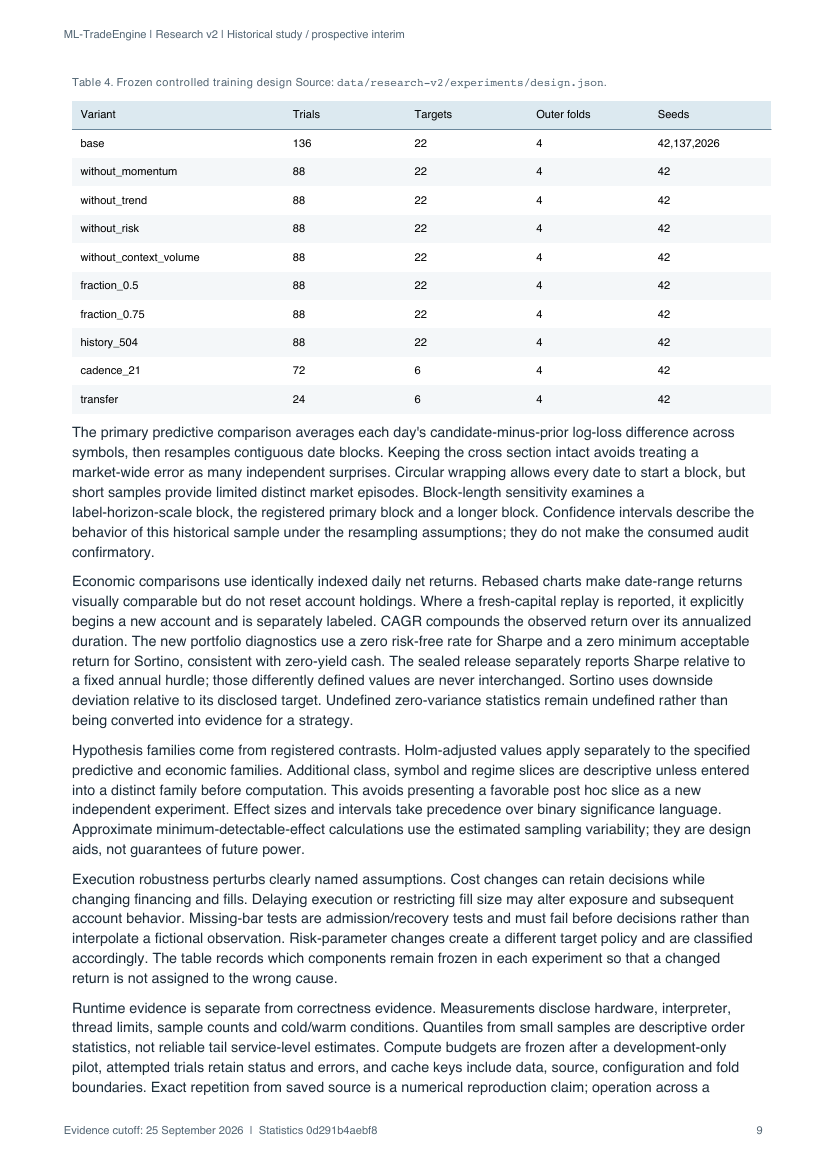 ML-TradeEngine | Research v2 | Historical study / prospective interim
Table 4. Frozen controlled training design Source: data/research-v2/experiments/design.json.
Variant Trials Targets Outer folds Seeds
base 136 22 4 42,137,2026
without_momentum 88 22 4 42
without_trend 88 22 4 42
without_risk 88 22 4 42
without_context_volume 88 22 4 42
fraction_0.5 88 22 4 42
fraction_0.75 88 22 4 42
history_504 88 22 4 42
cadence_21 72 6 4 42
transfer 24 6 4 42
The primary predictive comparison averages each day's candidate-minus-prior log-loss difference across
symbols, then resamples contiguous date blocks. Keeping the cross section intact avoids treating a
market-wide error as many independent surprises. Circular wrapping allows every date to start a block, but
short samples provide limited distinct market episodes. Block-length sensitivity examines a
label-horizon-scale block, the registered primary block and a longer block. Confidence intervals describe the
behavior of this historical sample under the resampling assumptions; they do not make the consumed audit
confirmatory.
Economic comparisons use identically indexed daily net returns. Rebased charts make date-range returns
visually comparable but do not reset account holdings. Where a fresh-capital replay is reported, it explicitly
begins a new account and is separately labeled. CAGR compounds the observed return over its annualized
duration. The new portfolio diagnostics use a zero risk-free rate for Sharpe and a zero minimum acceptable
return for Sortino, consistent with zero-yield cash. The sealed release separately reports Sharpe relative to
a fixed annual hurdle; those differently defined values are never interchanged. Sortino uses downside
deviation relative to its disclosed target. Undefined zero-variance statistics remain undefined rather than
being converted into evidence for a strategy.
Hypothesis families come from registered contrasts. Holm-adjusted values apply separately to the specified
predictive and economic families. Additional class, symbol and regime slices are descriptive unless entered
into a distinct family before computation. This avoids presenting a favorable post hoc slice as a new
independent experiment. Effect sizes and intervals take precedence over binary significance language.
Approximate minimum-detectable-effect calculations use the estimated sampling variability; they are design
aids, not guarantees of future power.
Execution robustness perturbs clearly named assumptions. Cost changes can retain decisions while
changing financing and fills. Delaying execution or restricting fill size may alter exposure and subsequent
account behavior. Missing-bar tests are admission/recovery tests and must fail before decisions rather than
interpolate a fictional observation. Risk-parameter changes create a different target policy and are classified
accordingly. The table records which components remain frozen in each experiment so that a changed
return is not assigned to the wrong cause.
Runtime evidence is separate from correctness evidence. Measurements disclose hardware, interpreter,
thread limits, sample counts and cold/warm conditions. Quantiles from small samples are descriptive order
statistics, not reliable tail service-level estimates. Compute budgets are frozen after a development-only
pilot, attempted trials retain status and errors, and cache keys include data, source, configuration and fold
boundaries. Exact repetition from saved source is a numerical reproduction claim; operation across a
Evidence cutoff: 25 September 2026 | Statistics 0d291b4aebf8 9